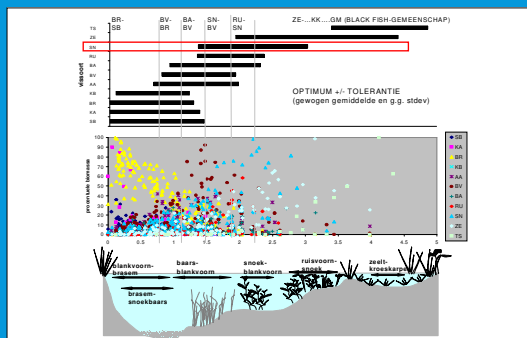 BR- BV- BA- SN- RU- ZE-...KK....GM (BLACK FISH-GEMEENSCHAP)
SB BR BV BV SN
TS
ZE
SN
RU
BA
BV
AA
KB
BR
KA
SB
vissoort
OPTIMUM +/- TOLERANTIE
(gewogen gemiddelde en g.g. stdev)
100
90
80
70
60
50
40
30
20
10
0
procentuele biomassa
0 0.5 1 1.5 2 2.5 3 3.5 4 4.5 5
SB
KA
BR
KB
AA
BV
BA
RU
SN
ZE
TS
blankvoorn-
brasem
brasem-
snoekbaars
baars-
blankvoorn
snoek-
blankvoorn
ruisvoorn-
snoek
zeelt-
kroeskarper